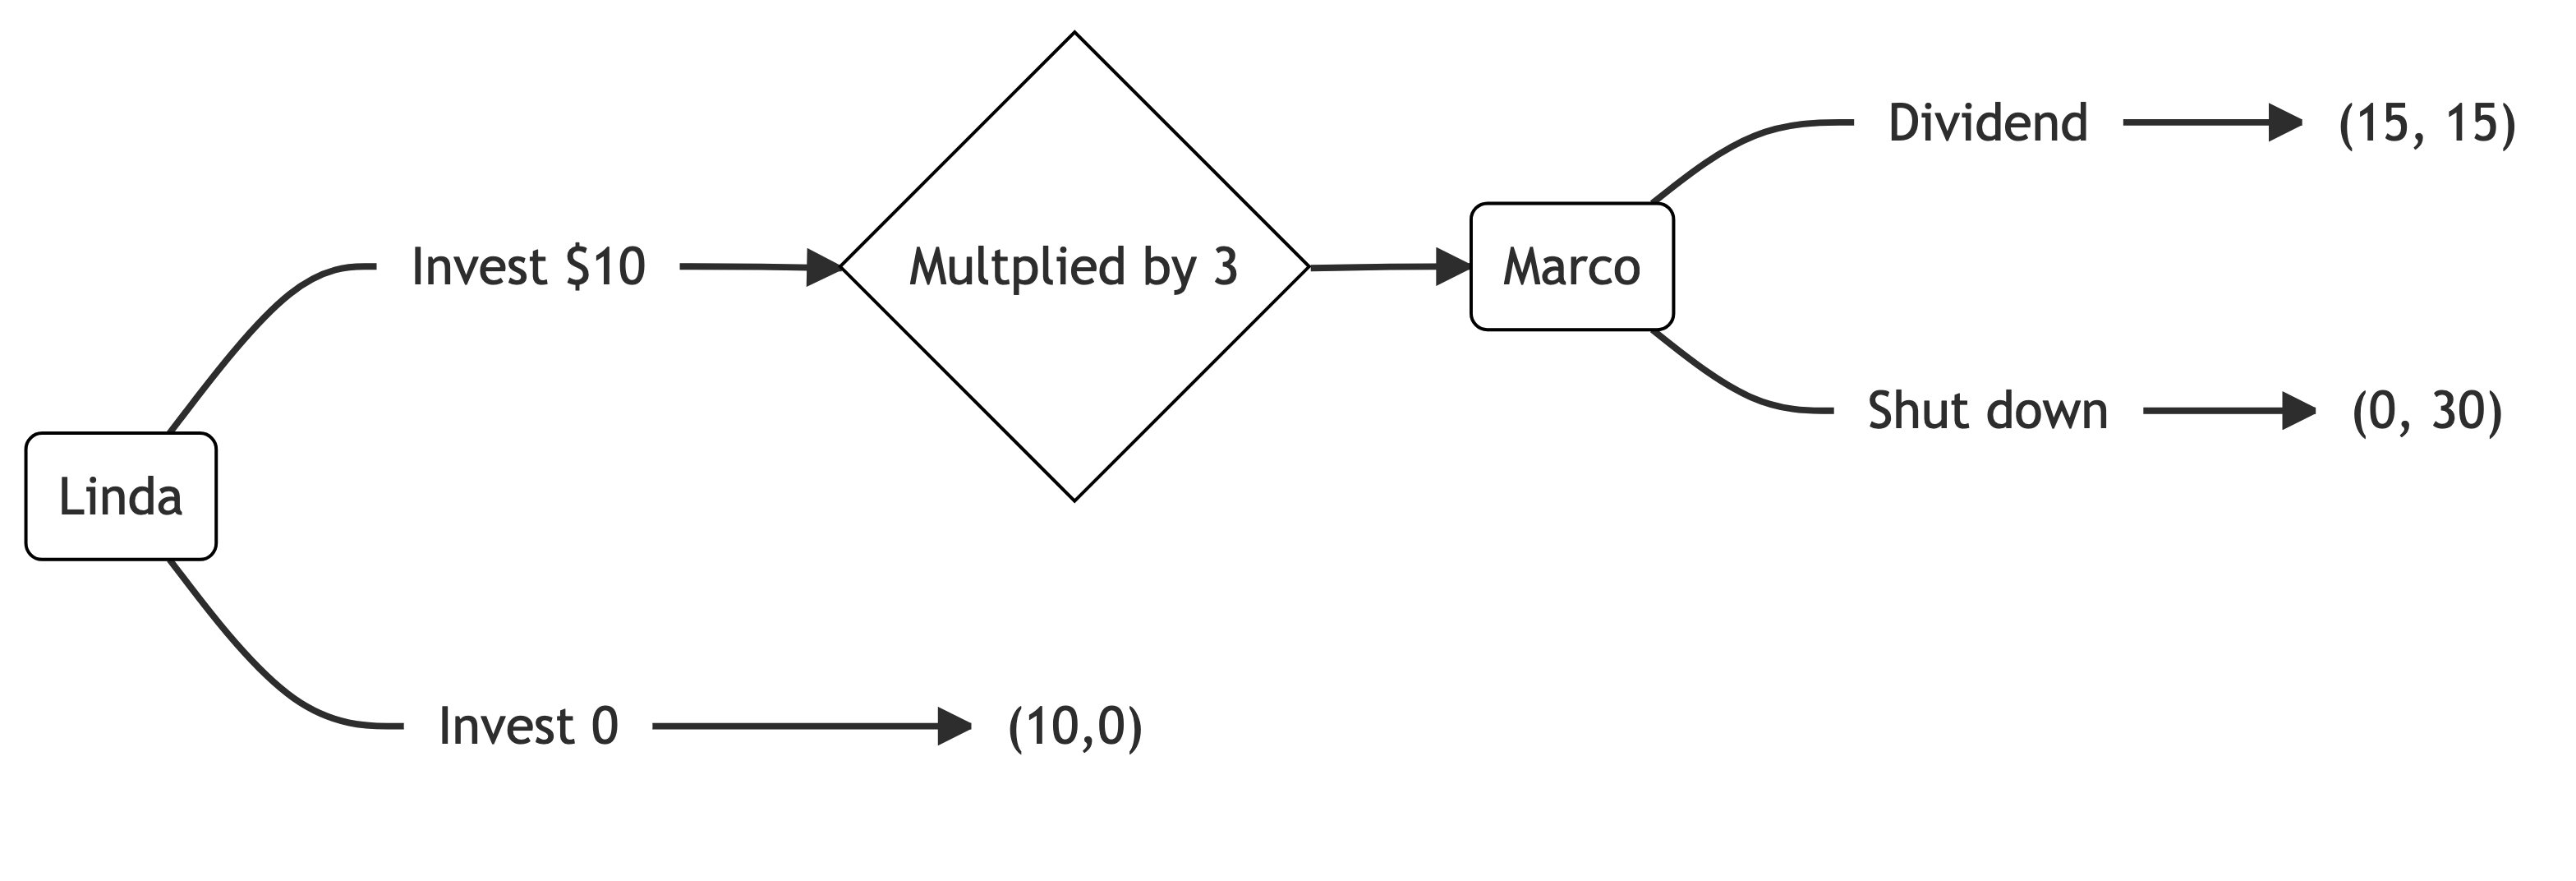 Linda
Invest $10
Multplied by 3
Marco
Dividend
(15, 15)
Shut down
(0, 30)
Invest 0
(10,0)